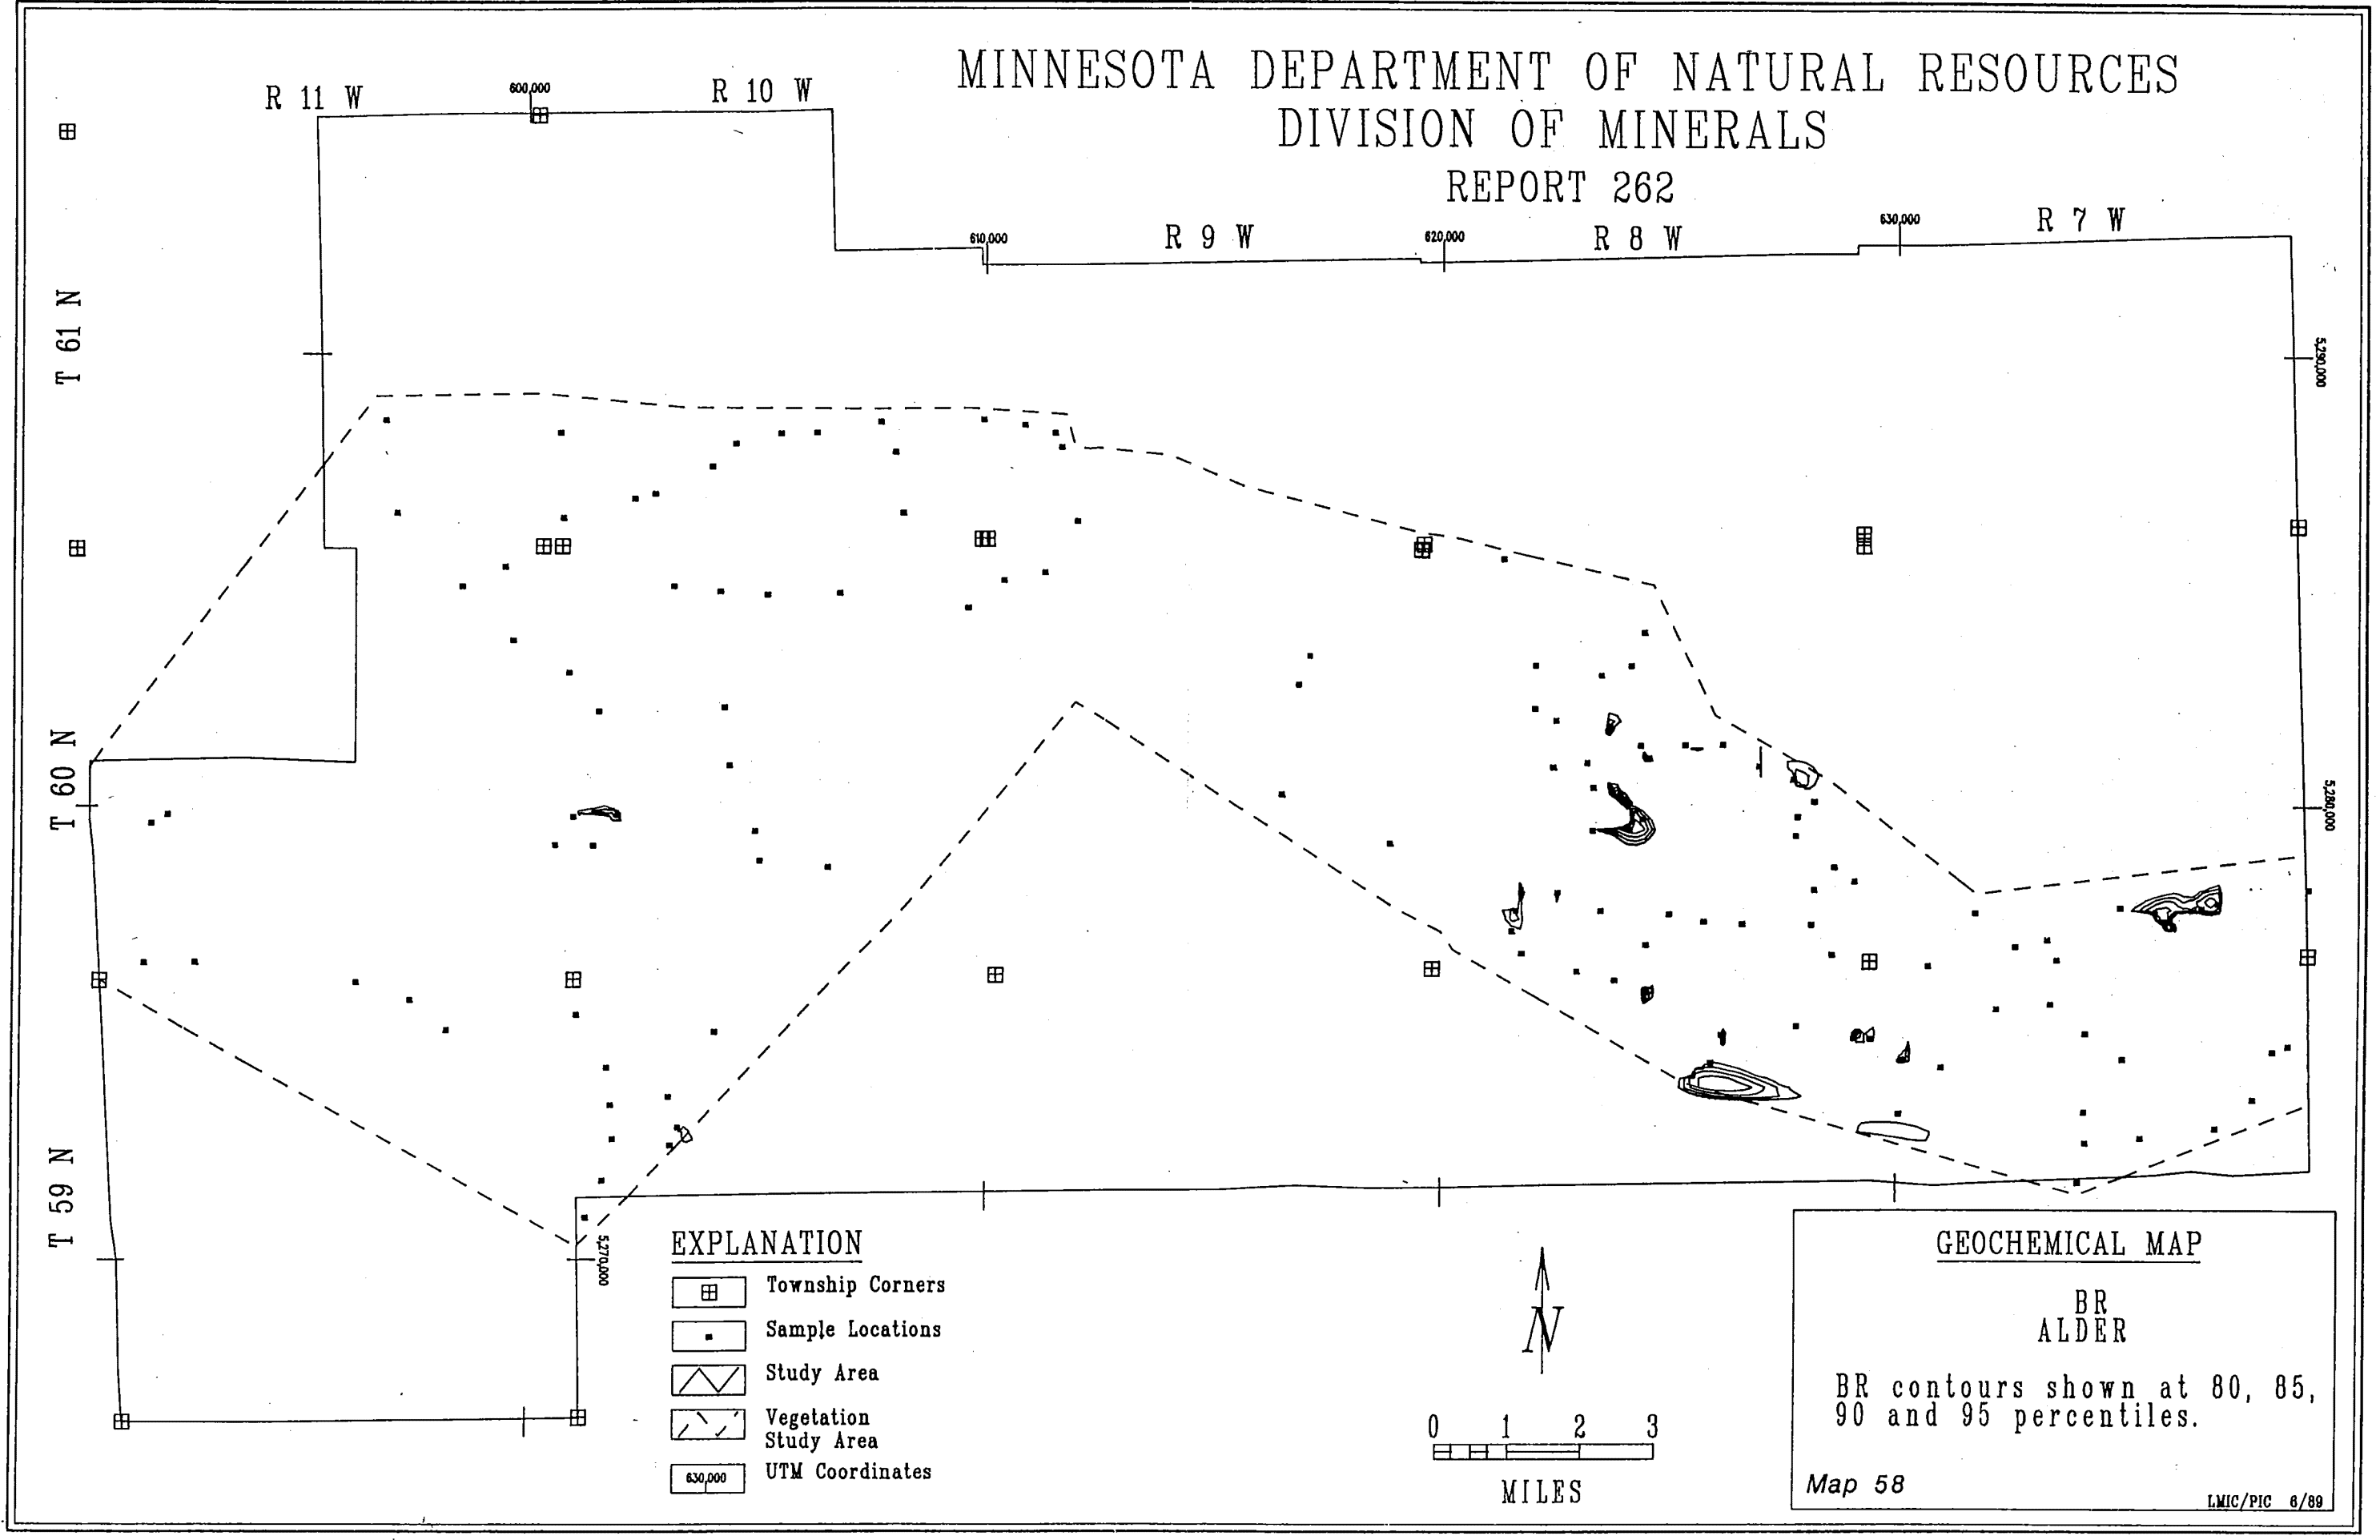 MINNESOTA DEPARTMENT OF NATURAL RESOURCES
DIVISION OF MINERALS
REPORT 262
R 11 W
600,000
R 10 W
610,000
R 9 W
620,000
R 8 W
630,000
R 7 W
T 61 N
5,290,000
T 60 N
5,280,000
T 59 N
5,270,000
EXPLANATION
Township Corners
Sample Locations
Study Area
Vegetation
Study Area
630,000
UTM Coordinates
N
0 1 2 3
MILES
GEOCHEMICAL MAP
BR
ALDER
BR contours shown at 80, 85,
90 and 95 percentiles.
Map 58
LMIC/PIC 6/89